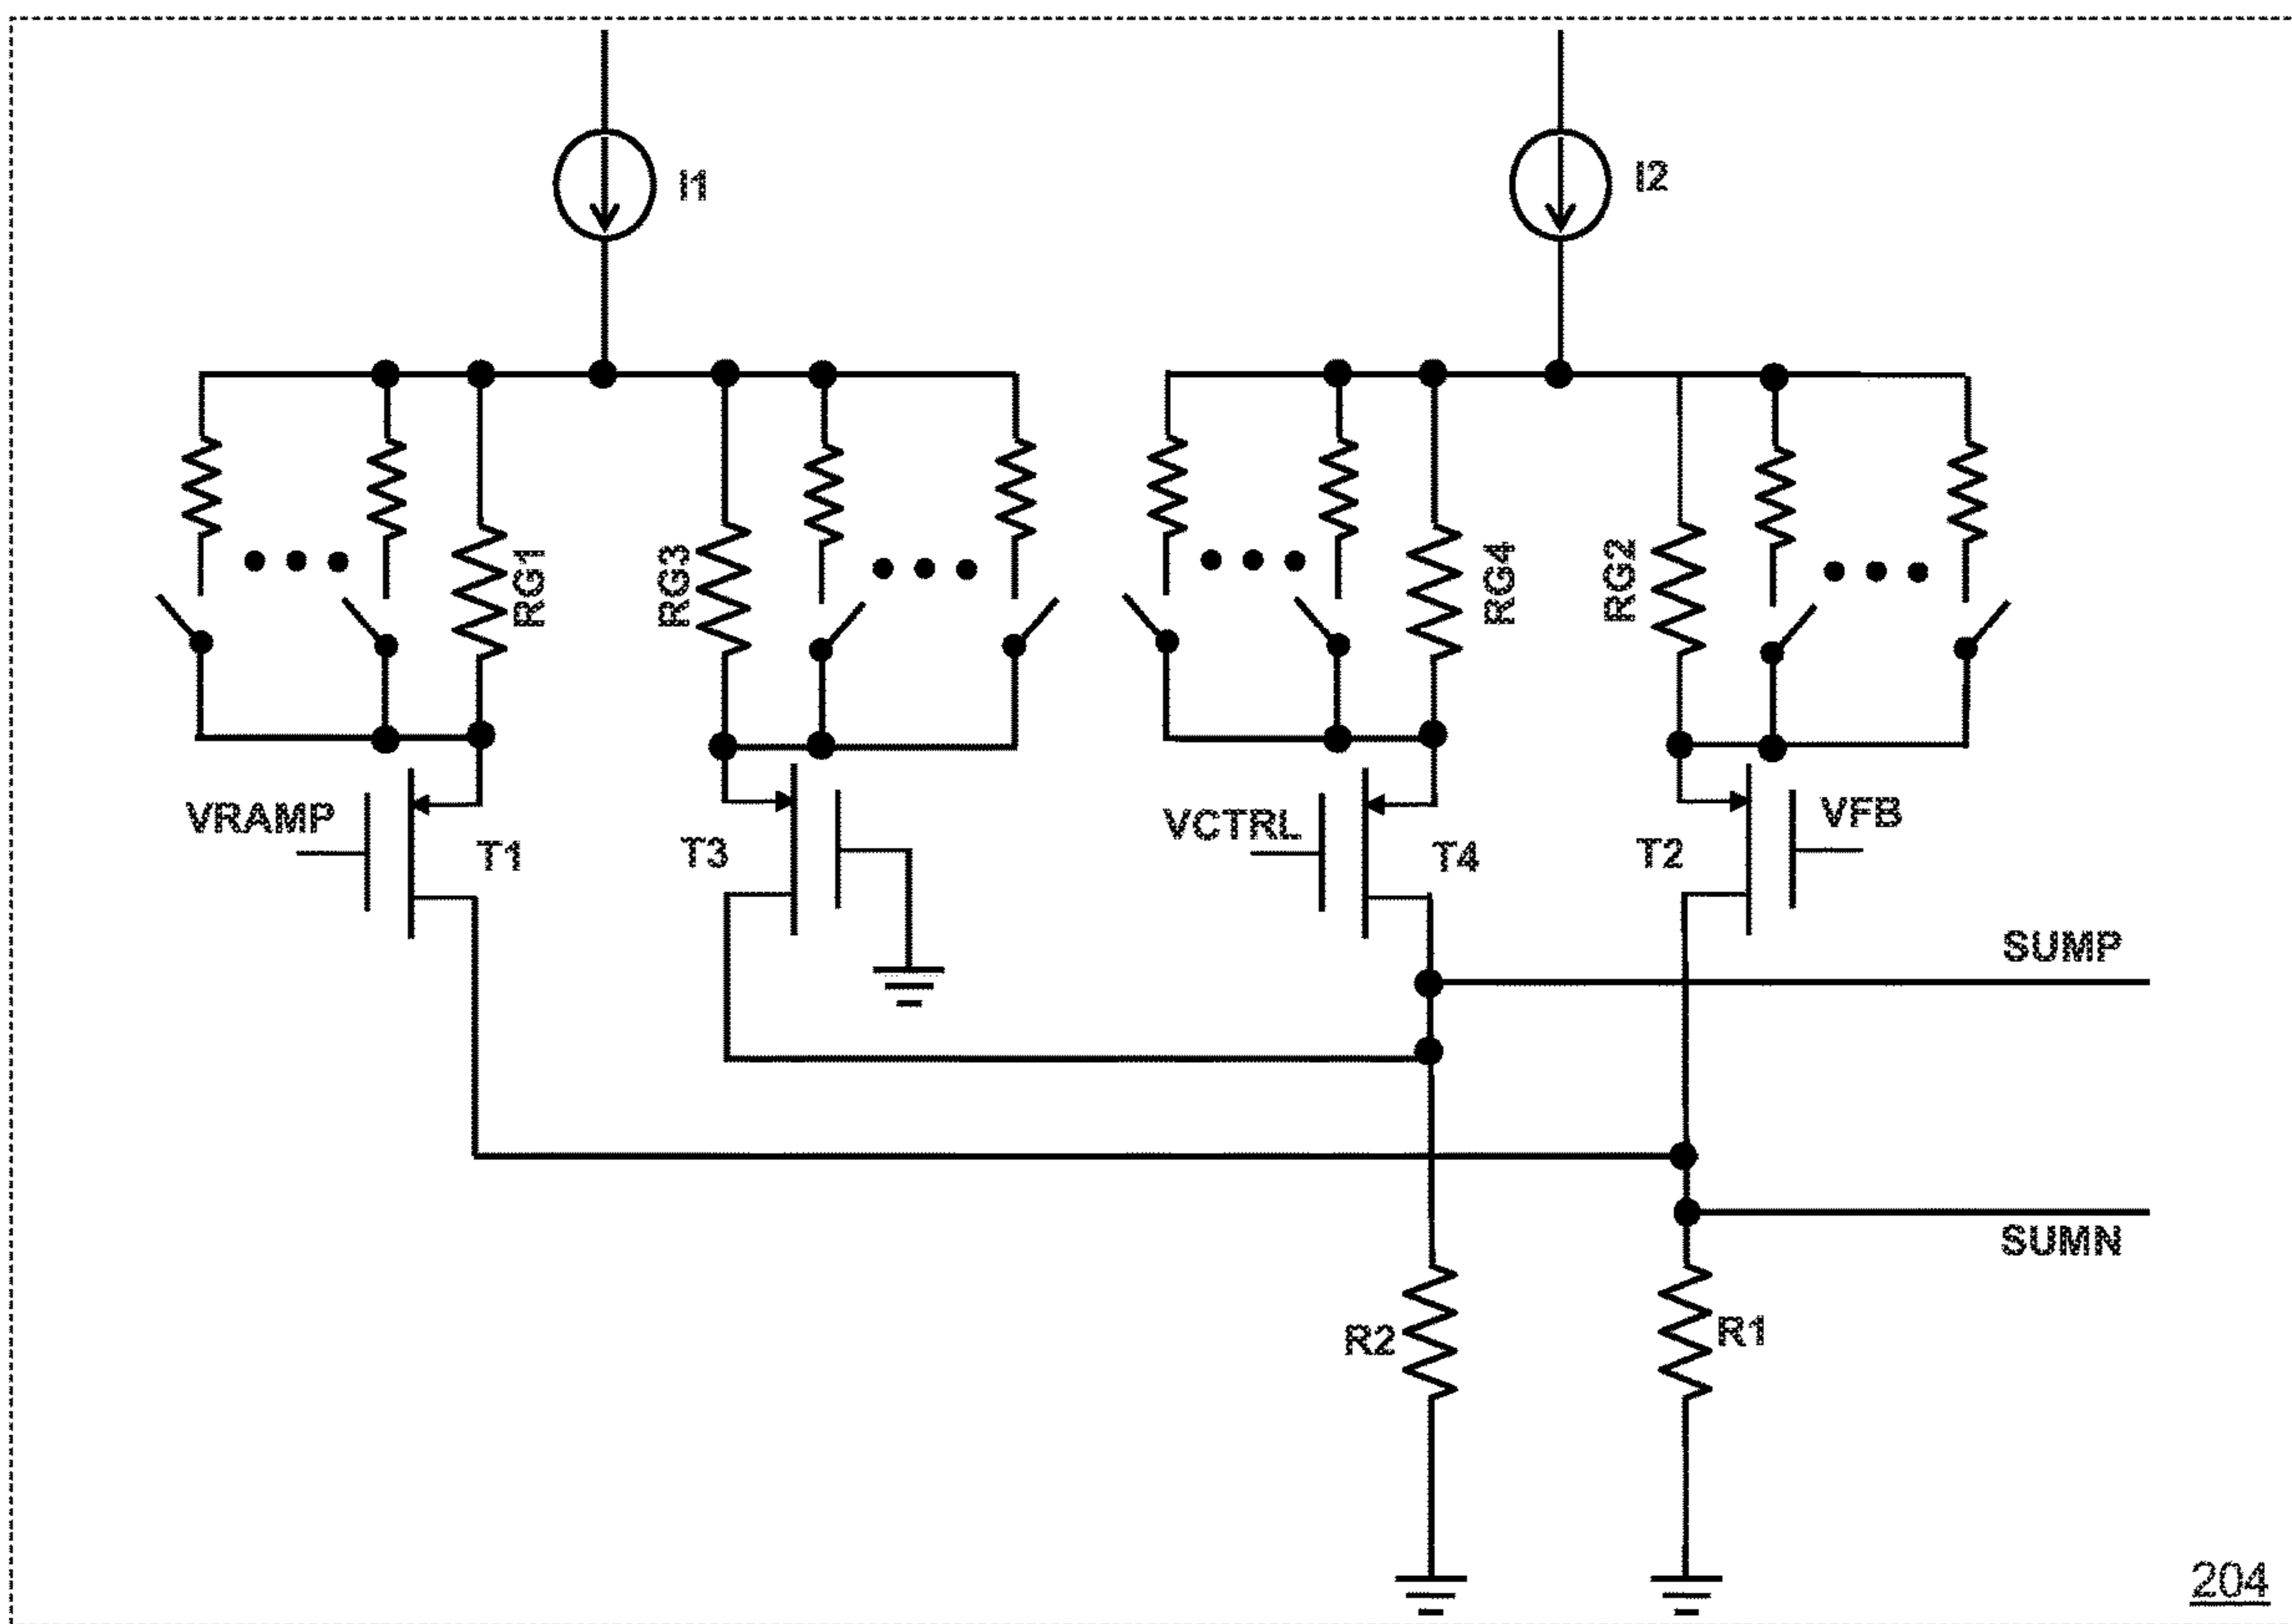 I1
I2
RG1
RG3
RG4
RG2
VRAMP
T1
T3
VCTRL
T4
T2
VFB
SUMP
SUMN
R2
R1
204